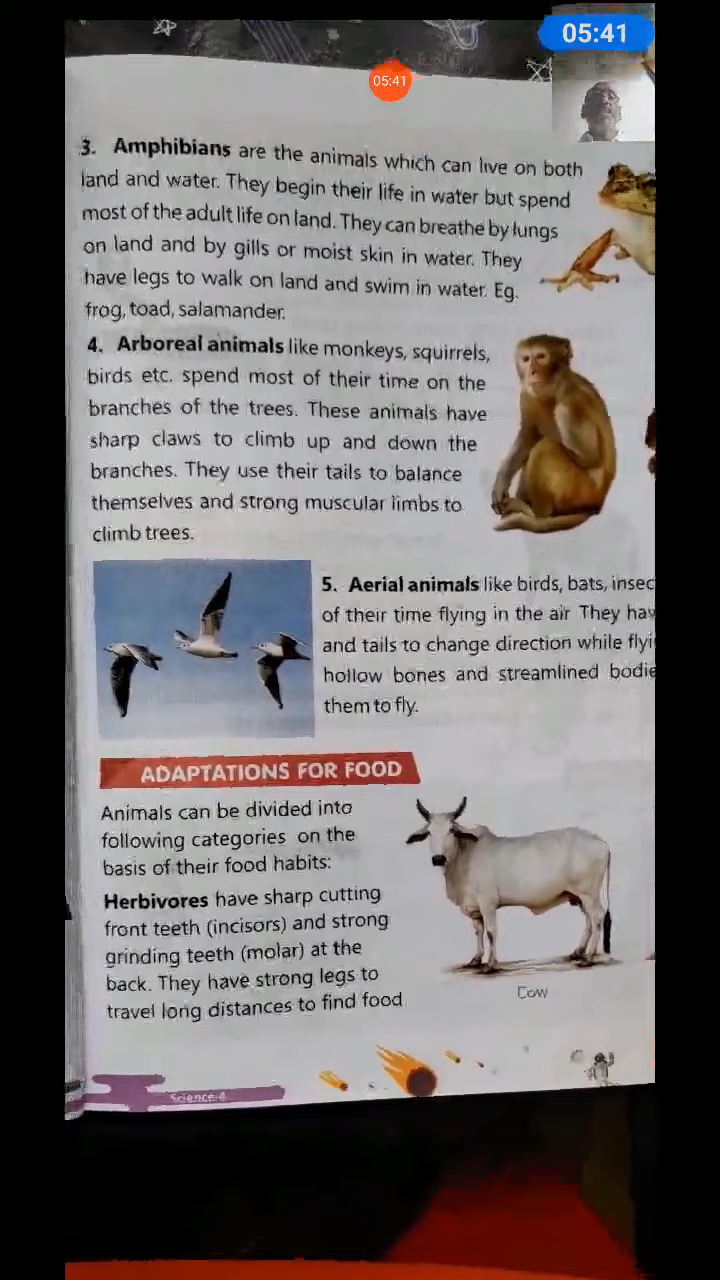 05:41
05:41
3. Amphibians are the animals which can live on both
land and water. They begin their life in water but spend
most of the adult life on land. They can breathe by lungs
on land and by gills or moist skin in water. They
have legs to walk on land and swim in water. Eg.
frog, toad, salamander.
4. Arboreal animals like monkeys, squirrels,
birds etc. spend most of their time on the
branches of the trees. These animals have
sharp claws to climb up and down the
branches. They use their tails to balance
themselves and strong muscular limbs to
climb trees.
5. Aerial animals like birds, bats, insec
of their time flying in the air They hav
and tails to change direction while flyi
hollow bones and streamlined bodie
them to fly.
ADAPTATIONS FOR FOOD
Animals can be divided into
following categories on the
basis of their food habits:
Herbivores have sharp cutting
front teeth (incisors) and strong
grinding teeth (molar) at the
back. They have strong legs to
travel long distances to find food
Cow
Science-4